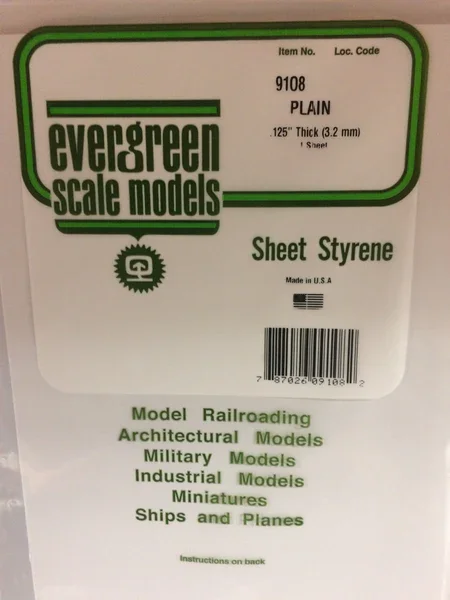 Item No. Loc. Code
9108
PLAIN
.125" Thick (3.2 mm)
1 Sheet
evergreen
scale models
Sheet Styrene
Made in U.S.A
7 87026 09108 2
Model Railroading
Architectural Models
Military Models
Industrial Models
Miniatures
Ships and Planes
Instructions on back